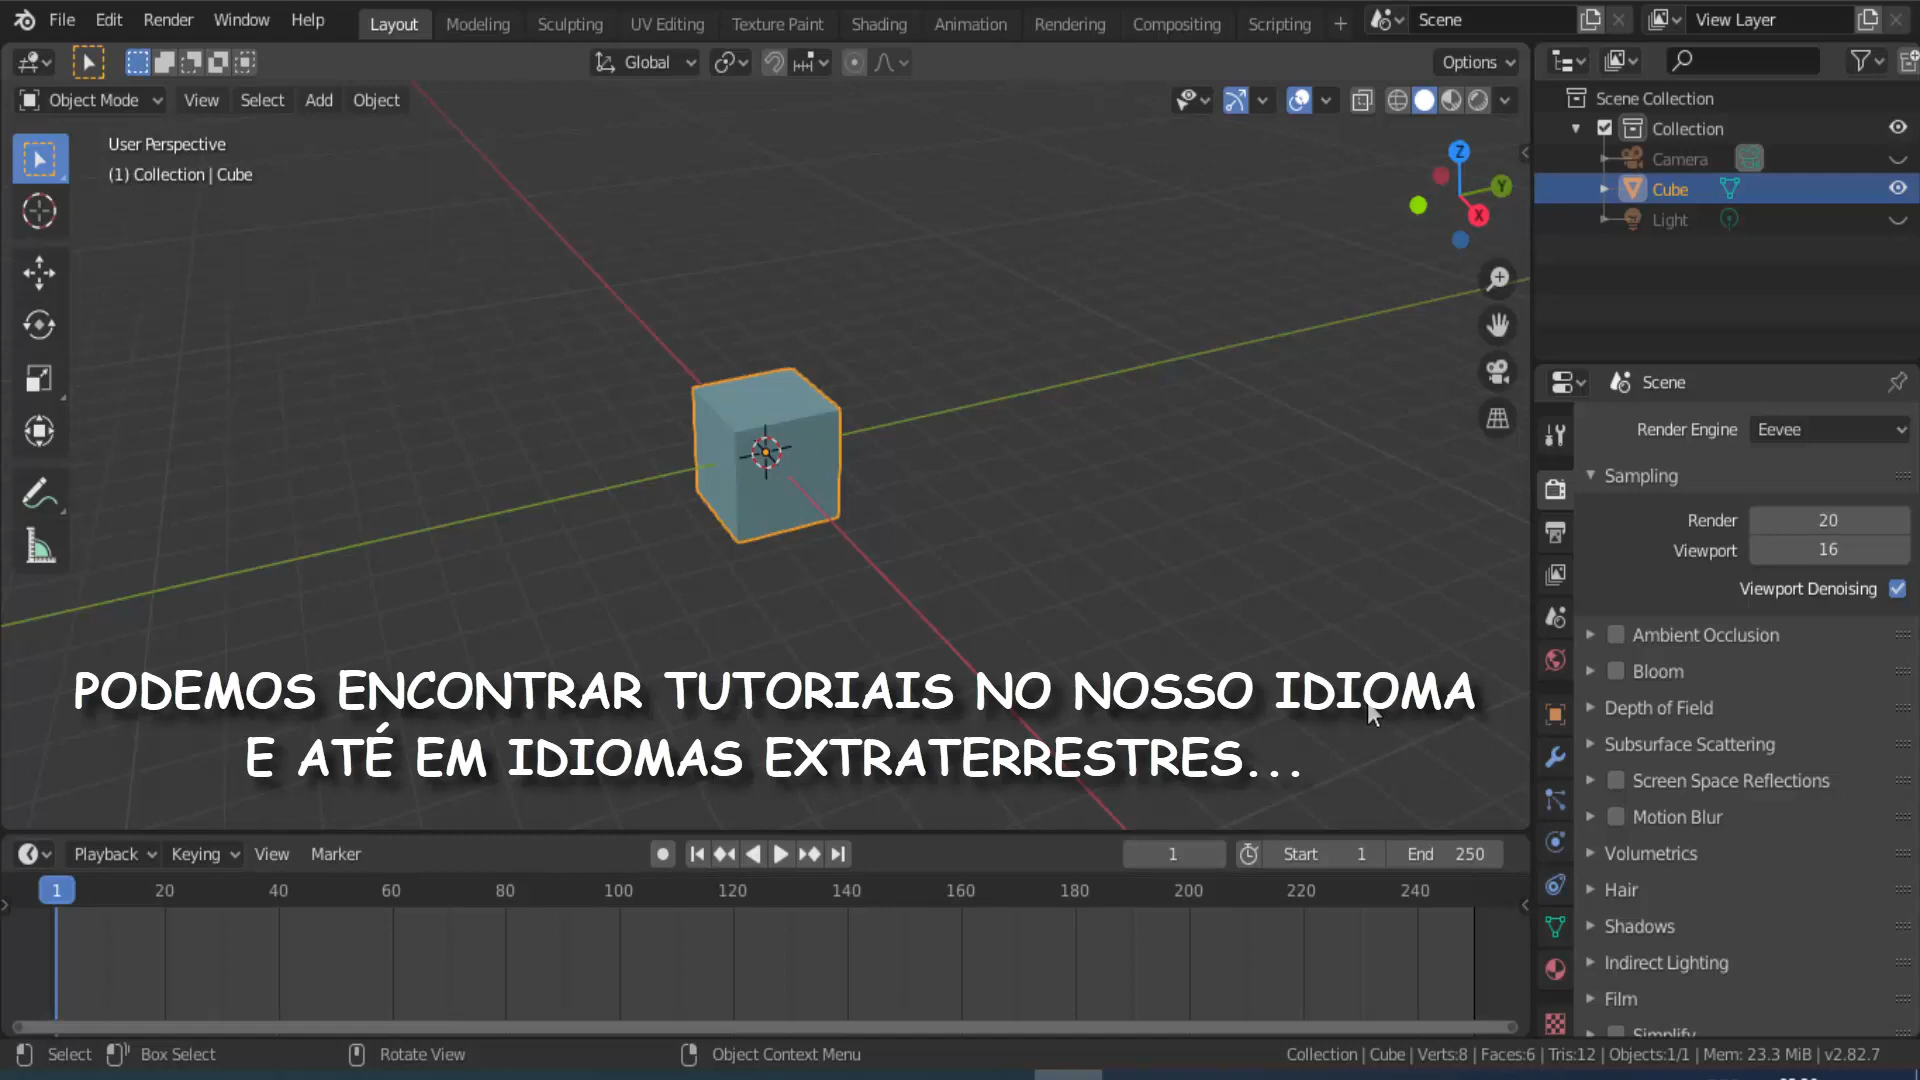 File Edit Render Window Help Layout Modeling Sculpting UV Editing Texture Paint Shading Animation Rendering Compositing Scripting + Scene View Layer
Global Options
Object Mode View Select Add Object
User Perspective
(1) Collection | Cube
Z
Y
X
Scene Collection
Collection
Camera
Cube
Light
Scene
Render Engine Eevee
Sampling
Render 20
Viewport 16
Viewport Denoising
Ambient Occlusion
Bloom
Depth of Field
Subsurface Scattering
Screen Space Reflections
Motion Blur
Volumetrics
Hair
Shadows
Indirect Lighting
Film
Simplify
PODEMOS ENCONTRAR TUTORIAIS NO NOSSO IDIOMA
E ATÉ EM IDIOMAS EXTRATERRESTRES...
Playback Keying View Marker 1 Start 1 End 250
1 20 40 60 80 100 120 140 160 180 200 220 240
Select Box Select Rotate View Object Context Menu Collection | Cube | Verts:8 | Faces:6 | Tris:12 | Objects:1/1 | Mem: 23.3 MiB | v2.82.7